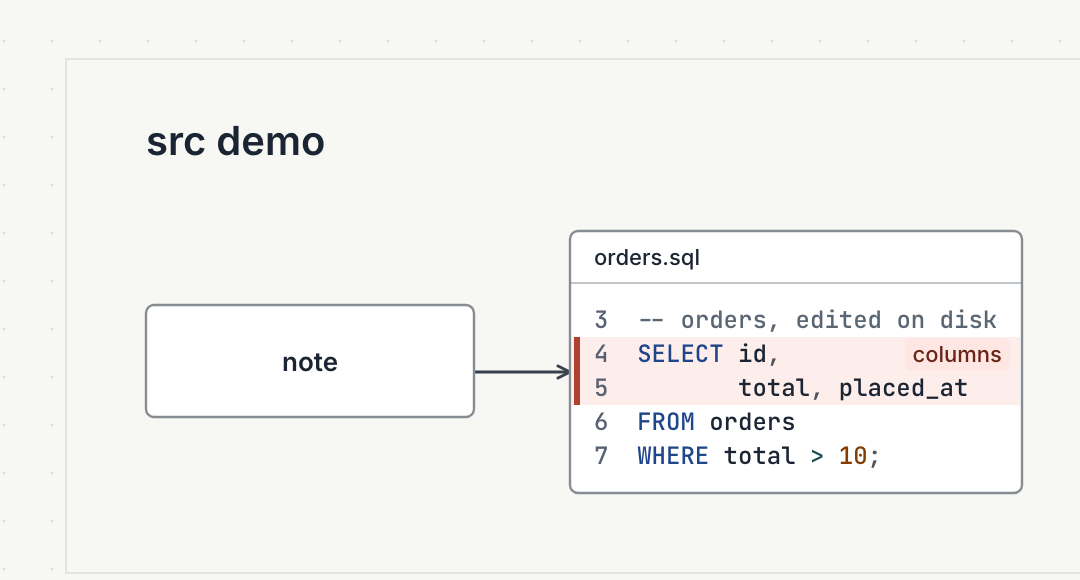 src demo
note
orders.sql
3 -- orders, edited on disk
4 SELECT id, columns
5 total, placed_at
6 FROM orders
7 WHERE total > 10;